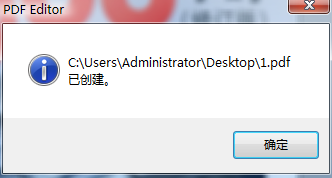 PDF Editor
C:\Users\Administrator\Desktop\1.pdf
已创建。
确定